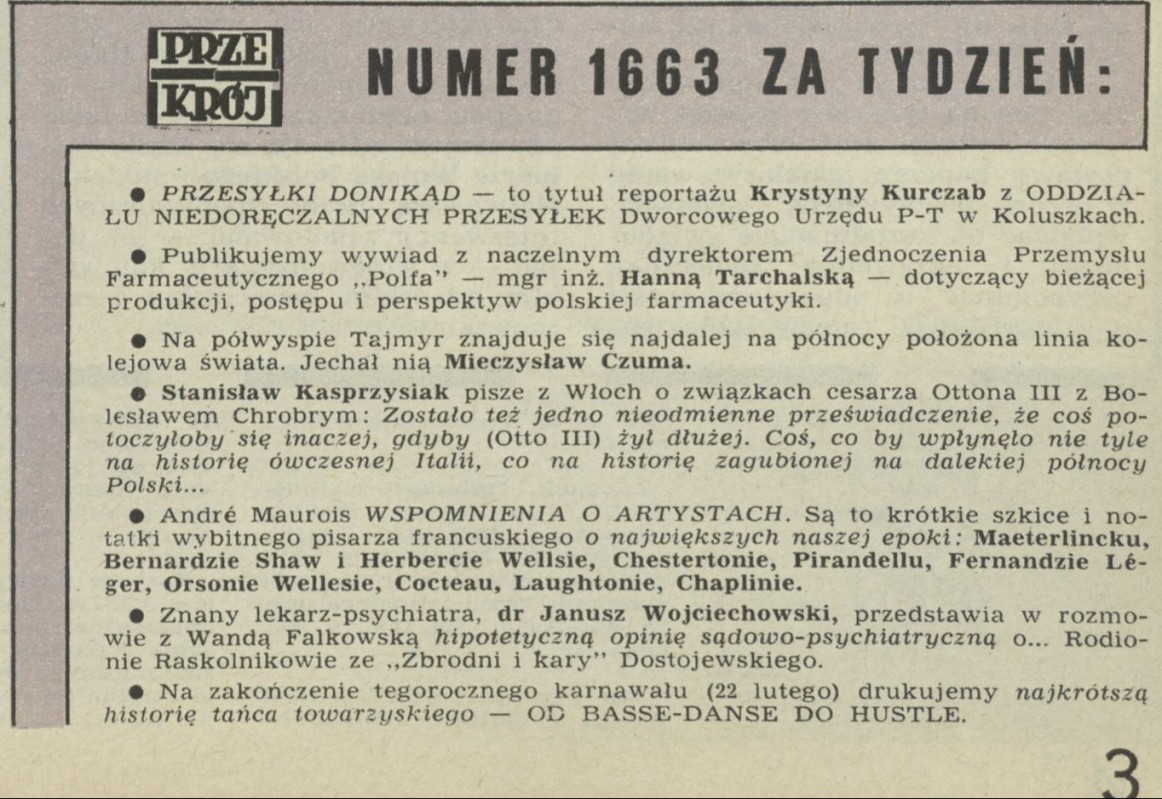 PRZE
KRÓJ
NUMER 1663 ZA TYDZIEŃ:
● PRZESYŁKI DONIKĄD — to tytuł reportażu Krystyny Kurczab z ODDZIA-
ŁU NIEDORĘCZALNYCH PRZESYŁEK Dworcowego Urzędu P-T w Koluszkach.
● Publikujemy wywiad z naczelnym dyrektorem Zjednoczenia Przemysłu
Farmaceutycznego „Polfa” — mgr inż. Hanną Tarchalską — dotyczący bieżącej
produkcji, postępu i perspektyw polskiej farmaceutyki.
● Na półwyspie Tajmyr znajduje się najdalej na północy położona linia ko-
lejowa świata. Jechał nią Mieczysław Czuma.
● Stanisław Kasprzysiak pisze z Włoch o związkach cesarza Ottona III z Bo-
lesławem Chrobrym: Zostało też jedno nieodmienne przeświadczenie, że coś po-
toczyłoby się inaczej, gdyby (Otto III) żył dłużej. Coś, co by wpłynęło nie tyle
na historię ówczesnej Italii, co na historię zagubionej na dalekiej północy
Polski...
● André Maurois WSPOMNIENIA O ARTYSTACH. Są to krótkie szkice i no-
tatki wybitnego pisarza francuskiego o największych naszej epoki: Maeterlincku,
Bernardzie Shaw i Herbercie Wellsie, Chestertonie, Pirandellu, Fernandzie Lé-
ger, Orsonie Wellesie, Cocteau, Laughtonie, Chaplinie.
● Znany lekarz-psychiatra, dr Janusz Wojciechowski, przedstawia w rozmo-
wie z Wandą Falkowską hipotetyczną opinię sądowo-psychiatryczną o... Rodio-
nie Raskolnikowie ze „Zbrodni i kary” Dostojewskiego.
● Na zakończenie tegorocznego karnawału (22 lutego) drukujemy najkrótszą
historię tańca towarzyskiego — OD BASSE-DANSE DO HUSTLE.
3